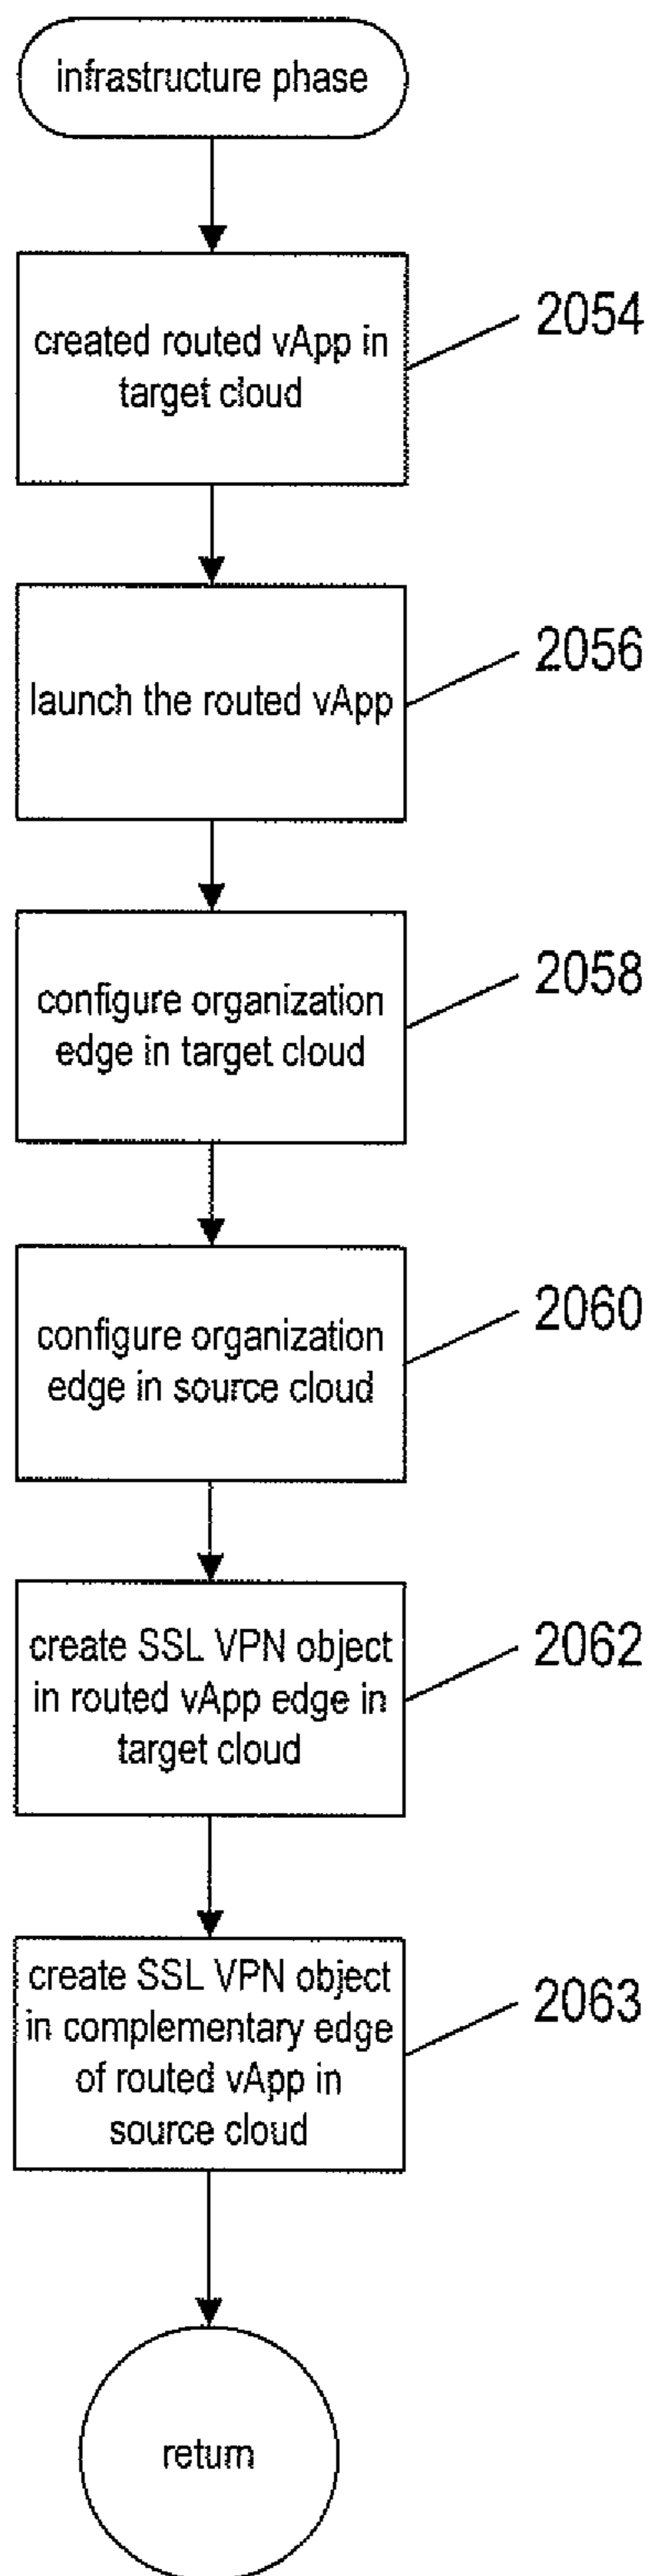 infrastructure phase
created routed vApp in
target cloud
2054
launch the routed vApp
2056
configure organization
edge in target cloud
2058
configure organization
edge in source cloud
2060
create SSL VPN object
in routed vApp edge in
target cloud
2062
create SSL VPN object
in complementary edge
of routed vApp in
source cloud
2063
return